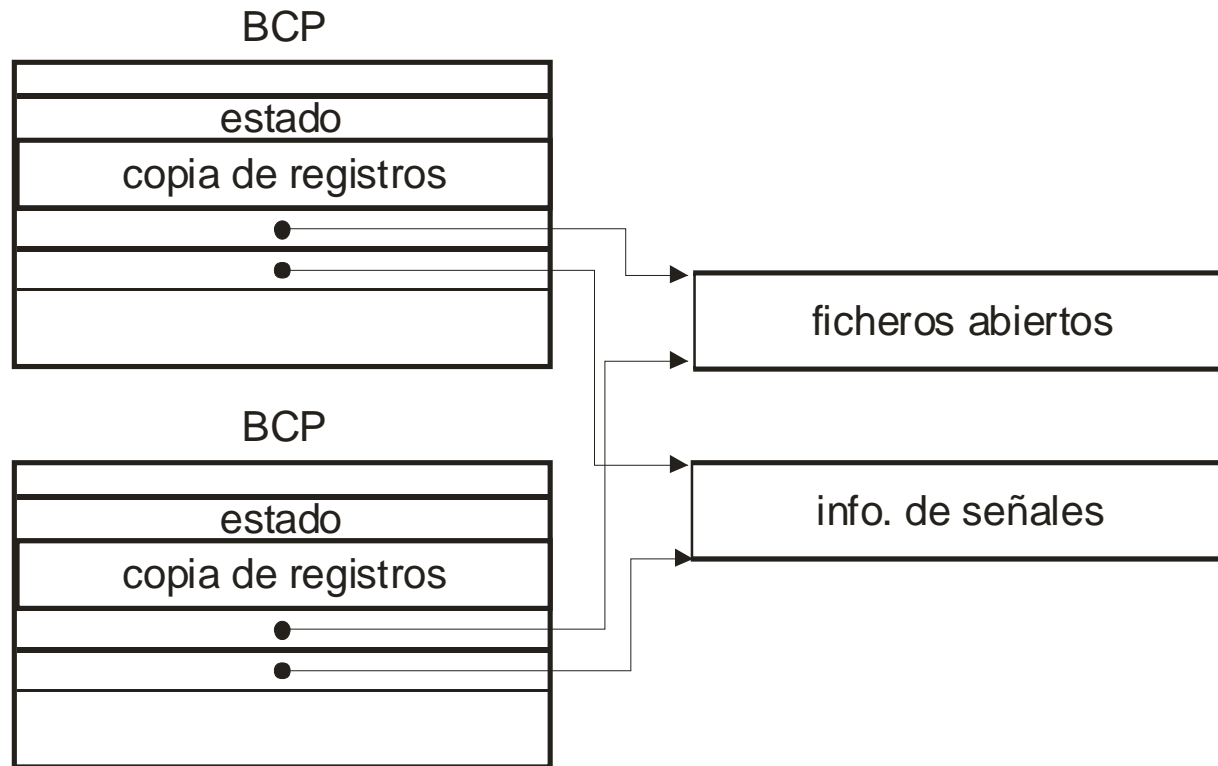 BCP
estado
copia de registros
ficheros abiertos
BCP
info. de señales
estado
copia de registros